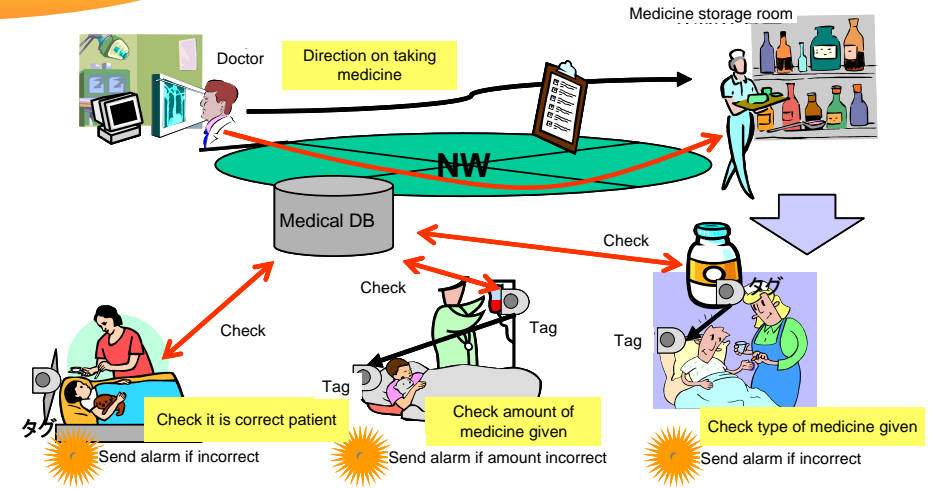 Medicine storage room
Doctor
Direction on taking
medicine
NW
Medical DB
Check
Check
Check
タグ
Tag
Tag
Tag
タグ
Check it is correct patient
Check amount of
medicine given
Check type of medicine given
Send alarm if incorrect
Send alarm if amount incorrect
Send alarm if incorrect